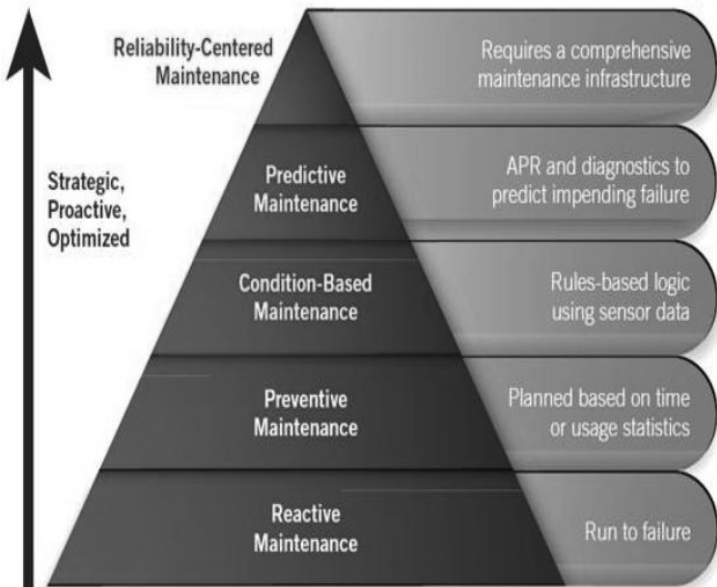 Reliability-Centered
Maintenance
Requires a comprehensive
maintenance infrastructure
Strategic,
Proactive,
Optimized
Predictive
Maintenance
APR and diagnostics to
predict impending failure
Condition-Based
Maintenance
Rules-based logic
using sensor data
Preventive
Maintenance
Planned based on time
or usage statistics
Reactive
Maintenance
Run to failure